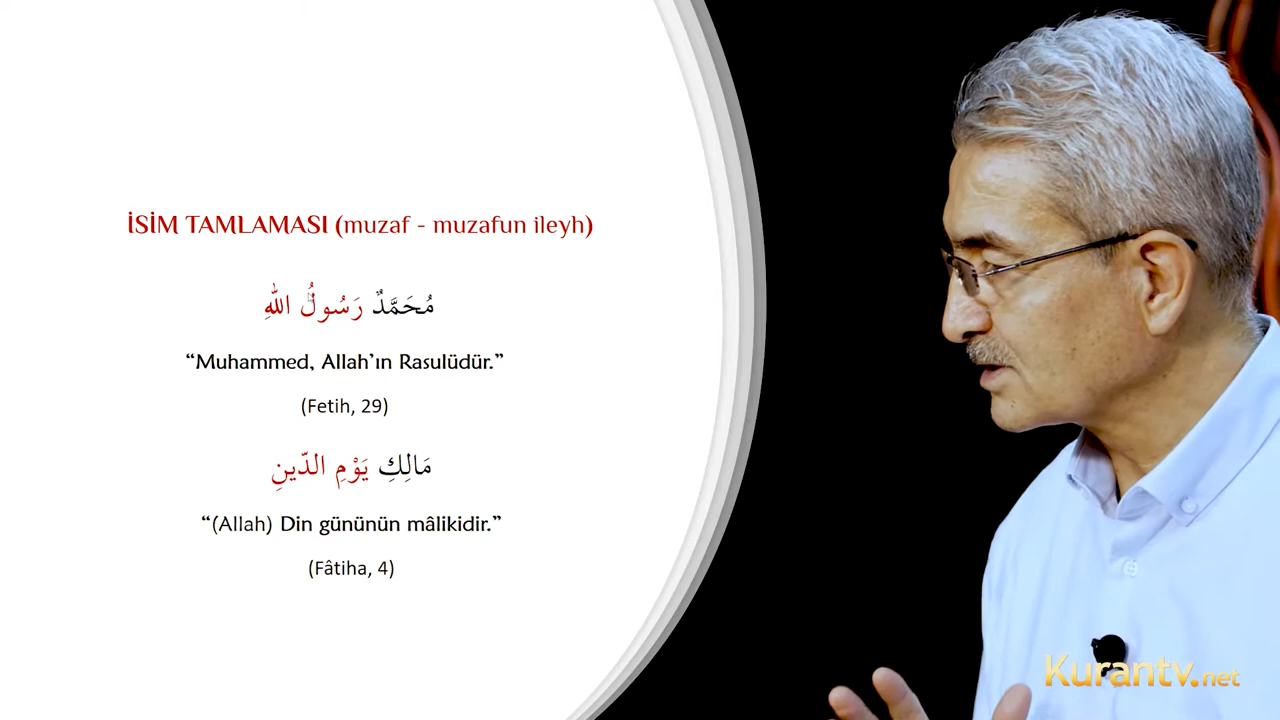 İSİM TAMLAMASI (muzaf - muzafun ileyh)
مُحَمَّدٌ رَسُولُ اللّٰهِ
“Muhammed, Allah’ın Rasulüdür.”
(Fetih, 29)
مَالِكِ يَوْمِ الدّ۪ينِ
“(Allah) Din gününün mâlikidir.”
(Fâtiha, 4)
Kurantv.net